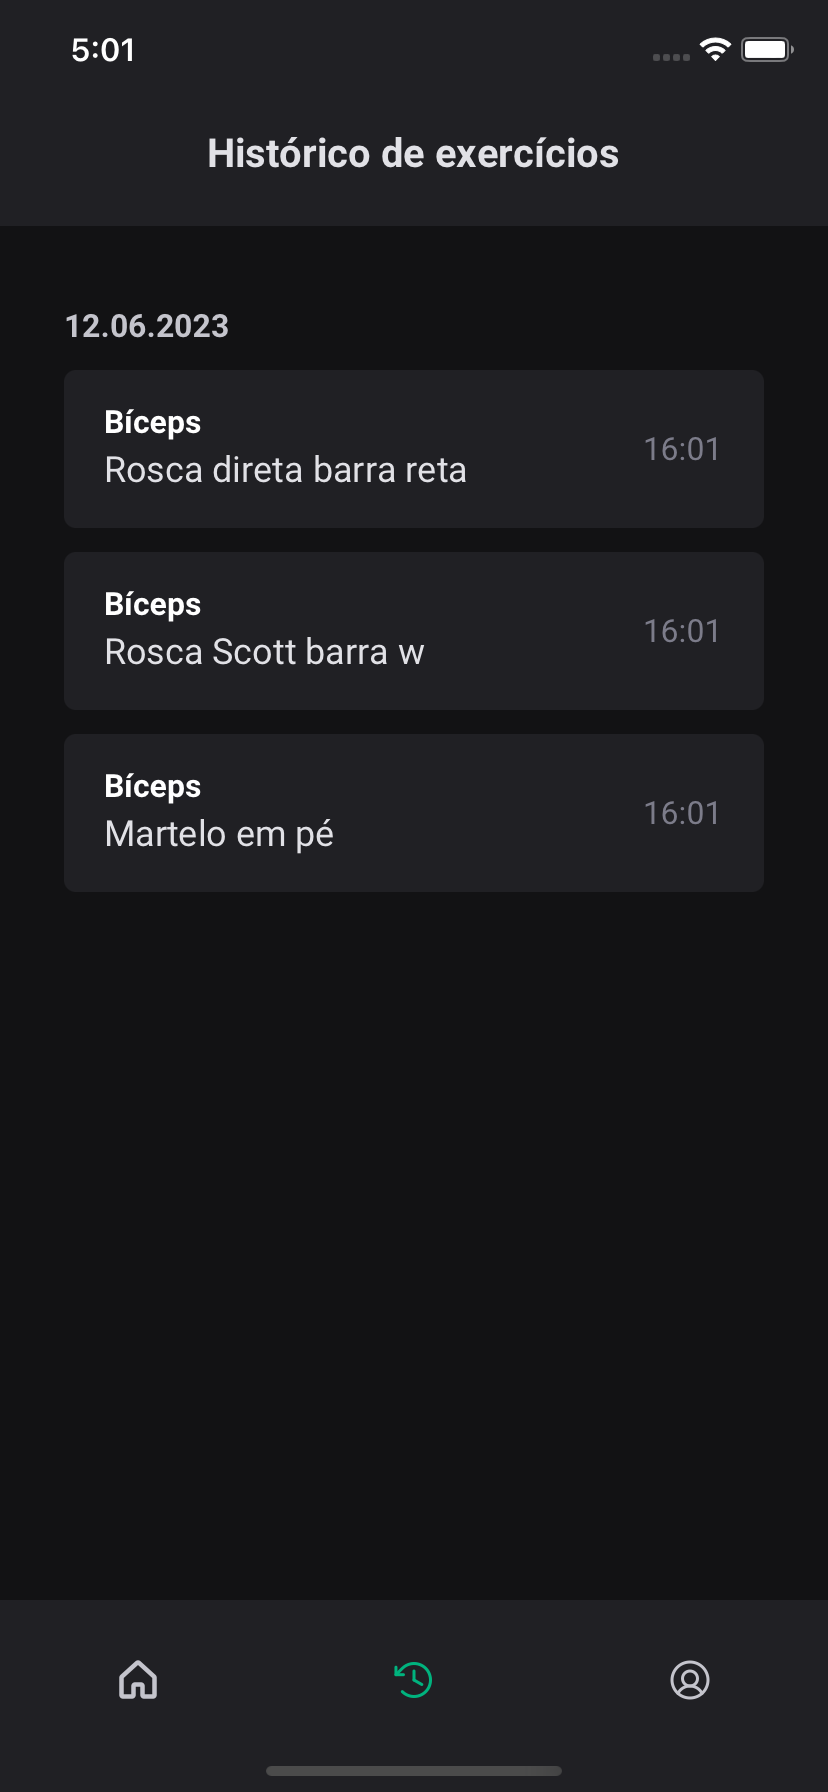 5:01
Histórico de exercícios
12.06.2023
Bíceps
Rosca direta barra reta
16:01
Bíceps
Rosca Scott barra w
16:01
Bíceps
Martelo em pé
16:01